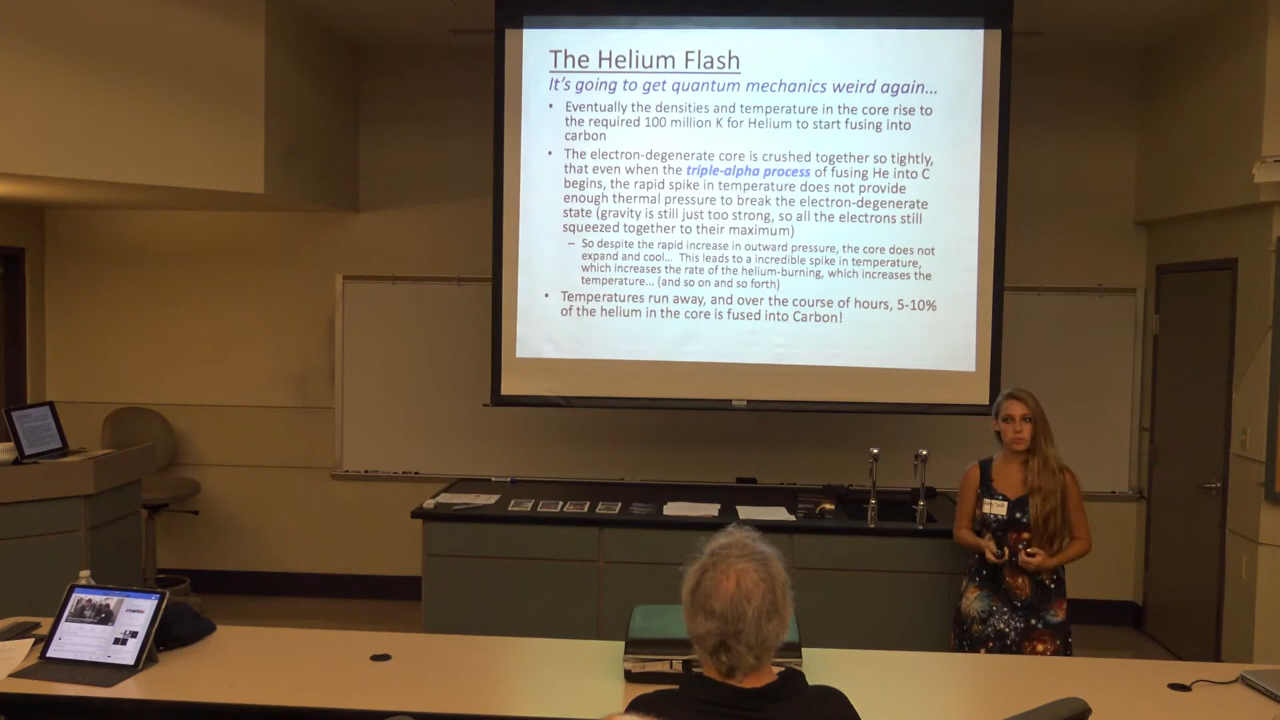 The Helium Flash
It's going to get quantum mechanics weird again...
• Eventually the densities and temperature in the core rise to
the required 100 million K for Helium to start fusing into
carbon
• The electron-degenerate core is crushed together so tightly,
that even when the triple-alpha process of fusing He into C
begins, the rapid spike in temperature does not provide
enough thermal pressure to break the electron-degenerate
state (gravity is still just too strong, so all the electrons still
squeezed together to their maximum)
– So despite the rapid increase in outward pressure, the core does not
expand and cool... This leads to a incredible spike in temperature,
which increases the rate of the helium-burning, which increases the
temperature... (and so on and so forth)
• Temperatures run away, and over the course of hours, 5-10%
of the helium in the core is fused into Carbon!